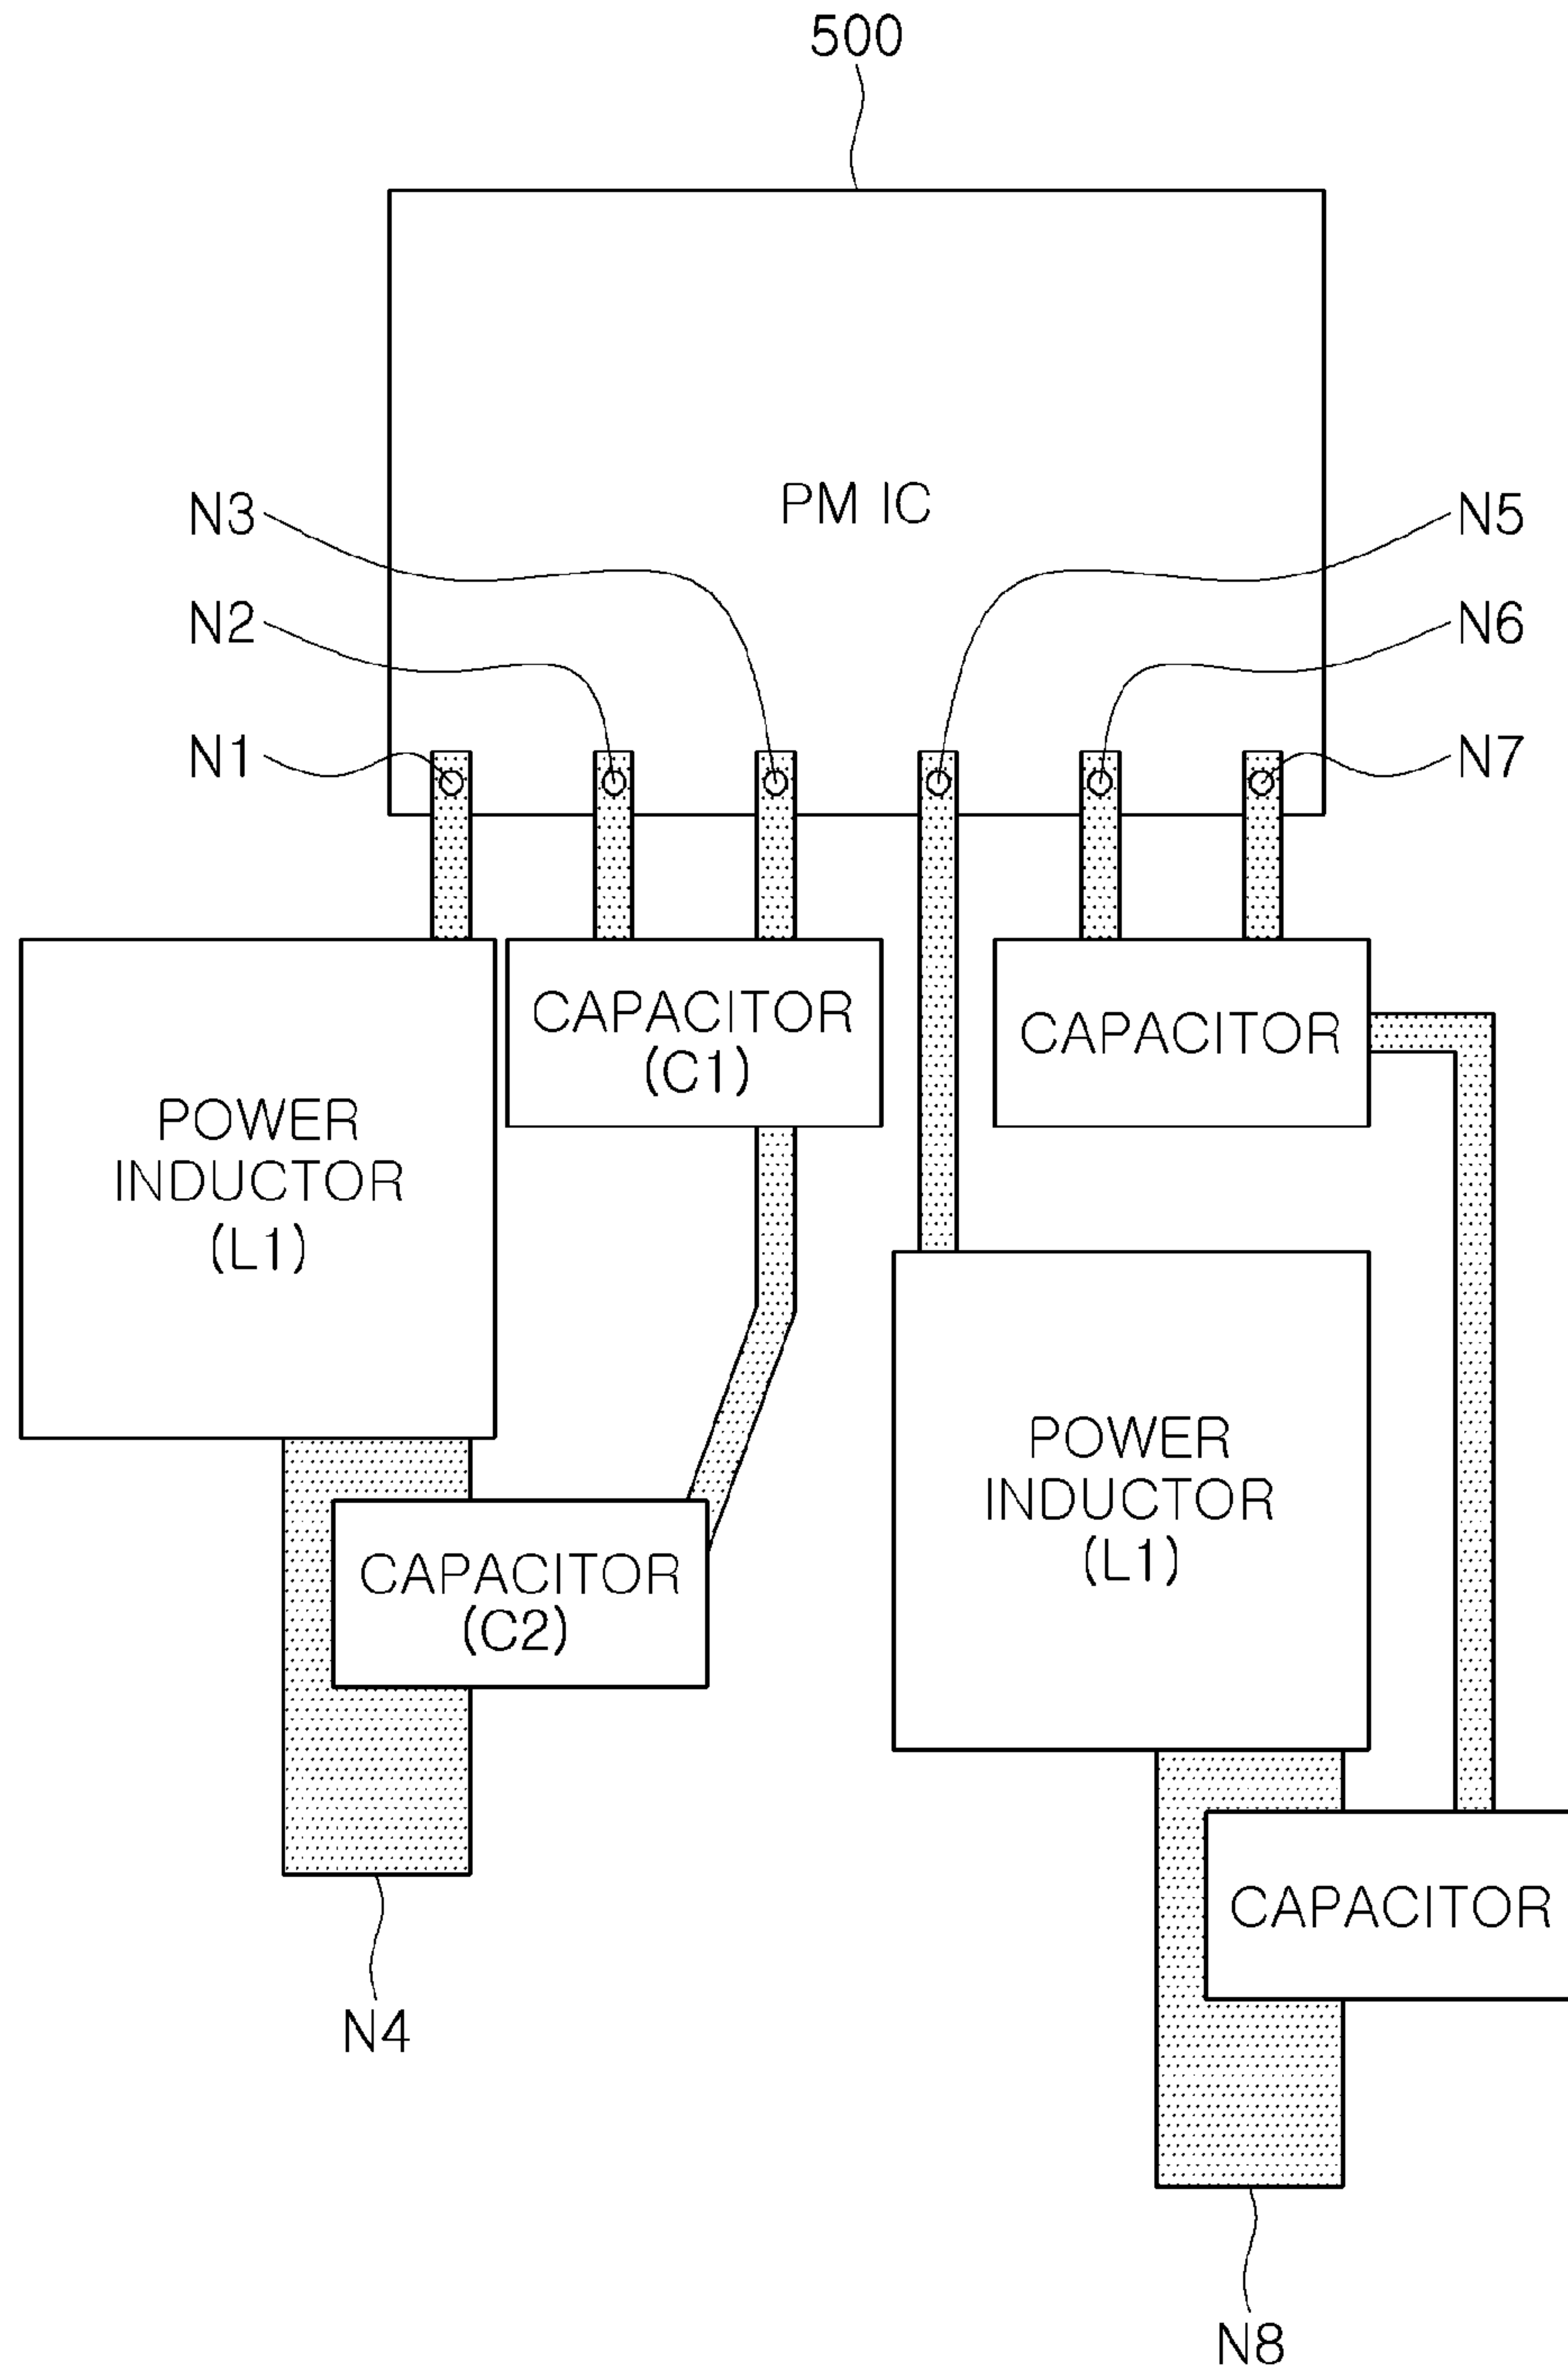 500
PM IC
N3
N5
N2
N6
N1
N7
CAPACITOR
(C1)
CAPACITOR
POWER
INDUCTOR
(L1)
POWER
INDUCTOR
(L1)
CAPACITOR
(C2)
CAPACITOR
N4
N8